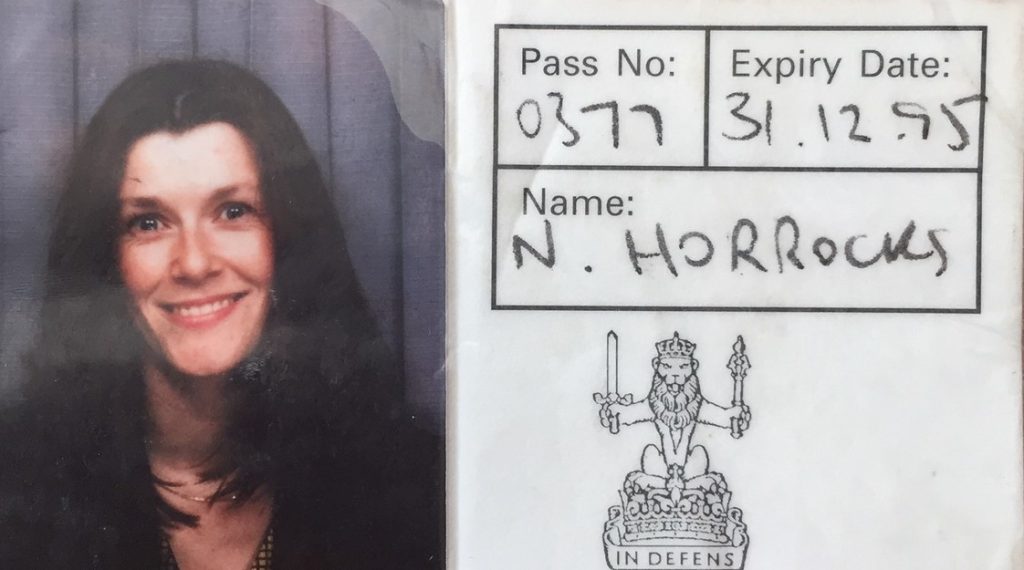 Pass No:
0377
Expiry Date:
31.12.95
Name:
N. HORROCKS
IN DEFENS